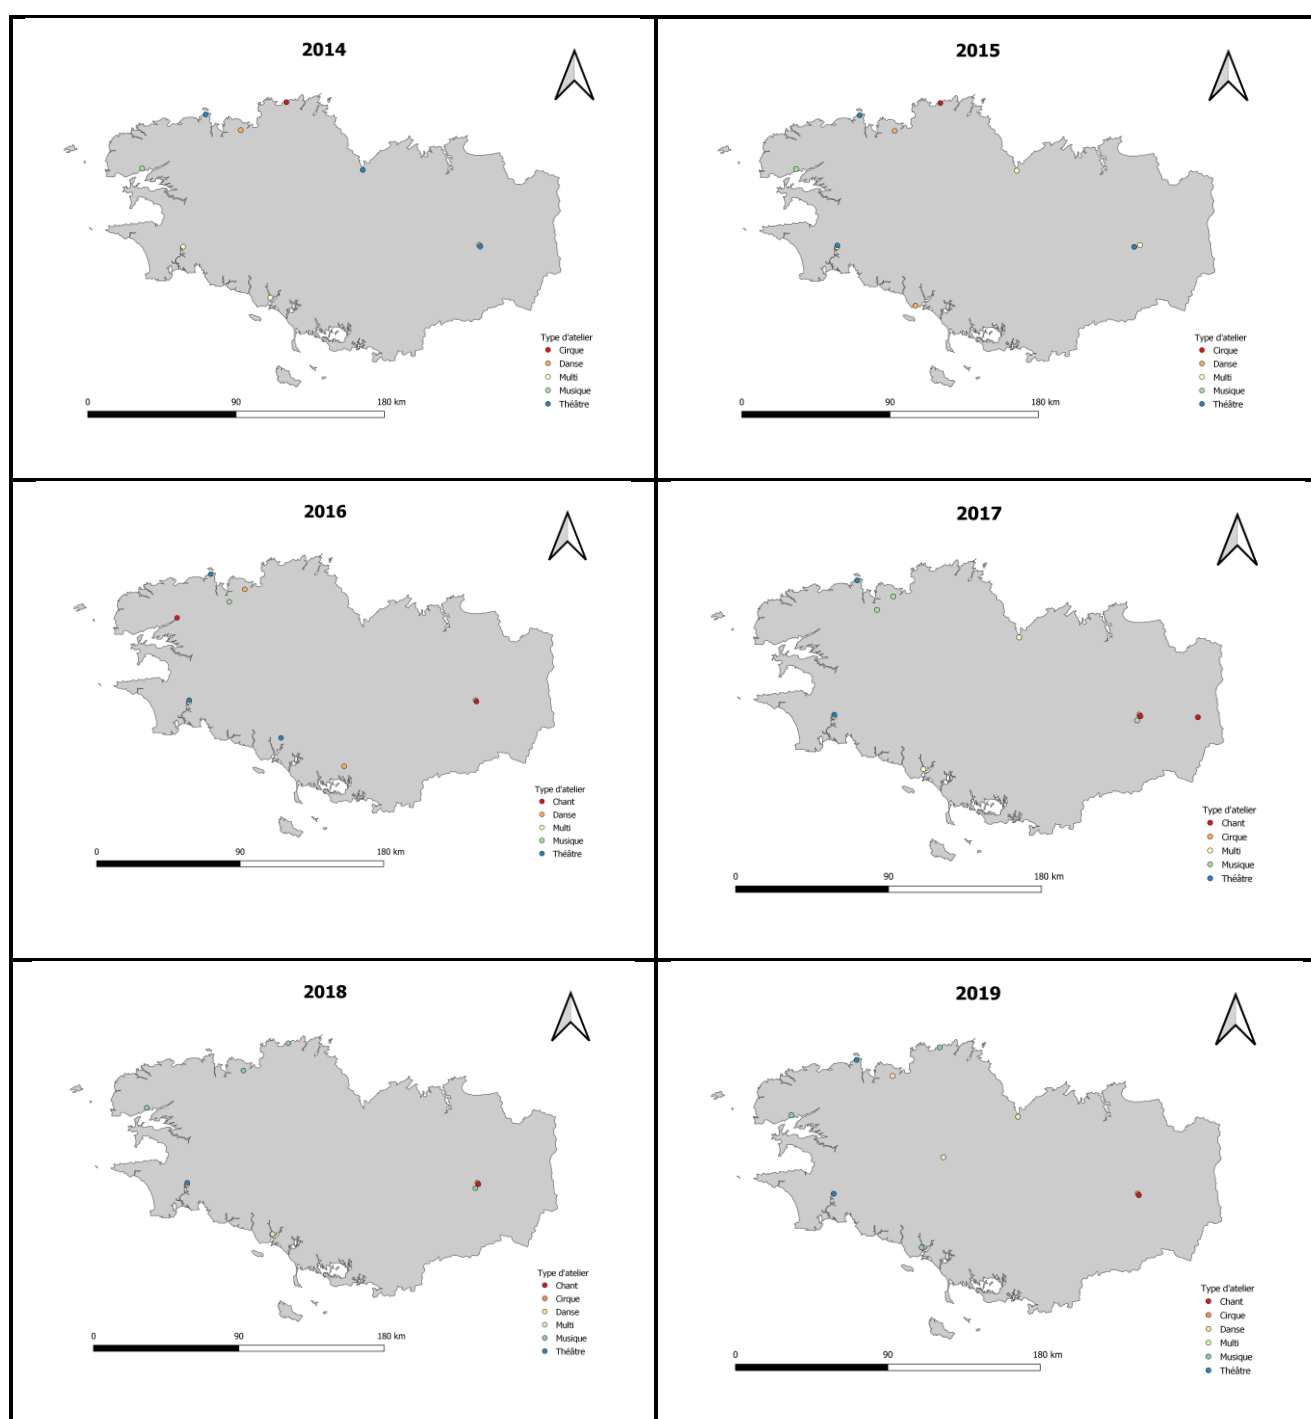 2014
Type d'atelier
Cirque
Danse
Multi
Musique
Théâtre
0 90 180 km
2015
Type d'atelier
Cirque
Danse
Multi
Musique
Théâtre
0 90 180 km
2016
Type d'atelier
Chant
Danse
Multi
Musique
Théâtre
0 90 180 km
2017
Type d'atelier
Chant
Cirque
Multi
Musique
Théâtre
0 90 180 km
2018
Type d'atelier
Chant
Cirque
Danse
Multi
Musique
Théâtre
0 90 180 km
2019
Type d'atelier
Chant
Cirque
Danse
Multi
Musique
Théâtre
0 90 180 km